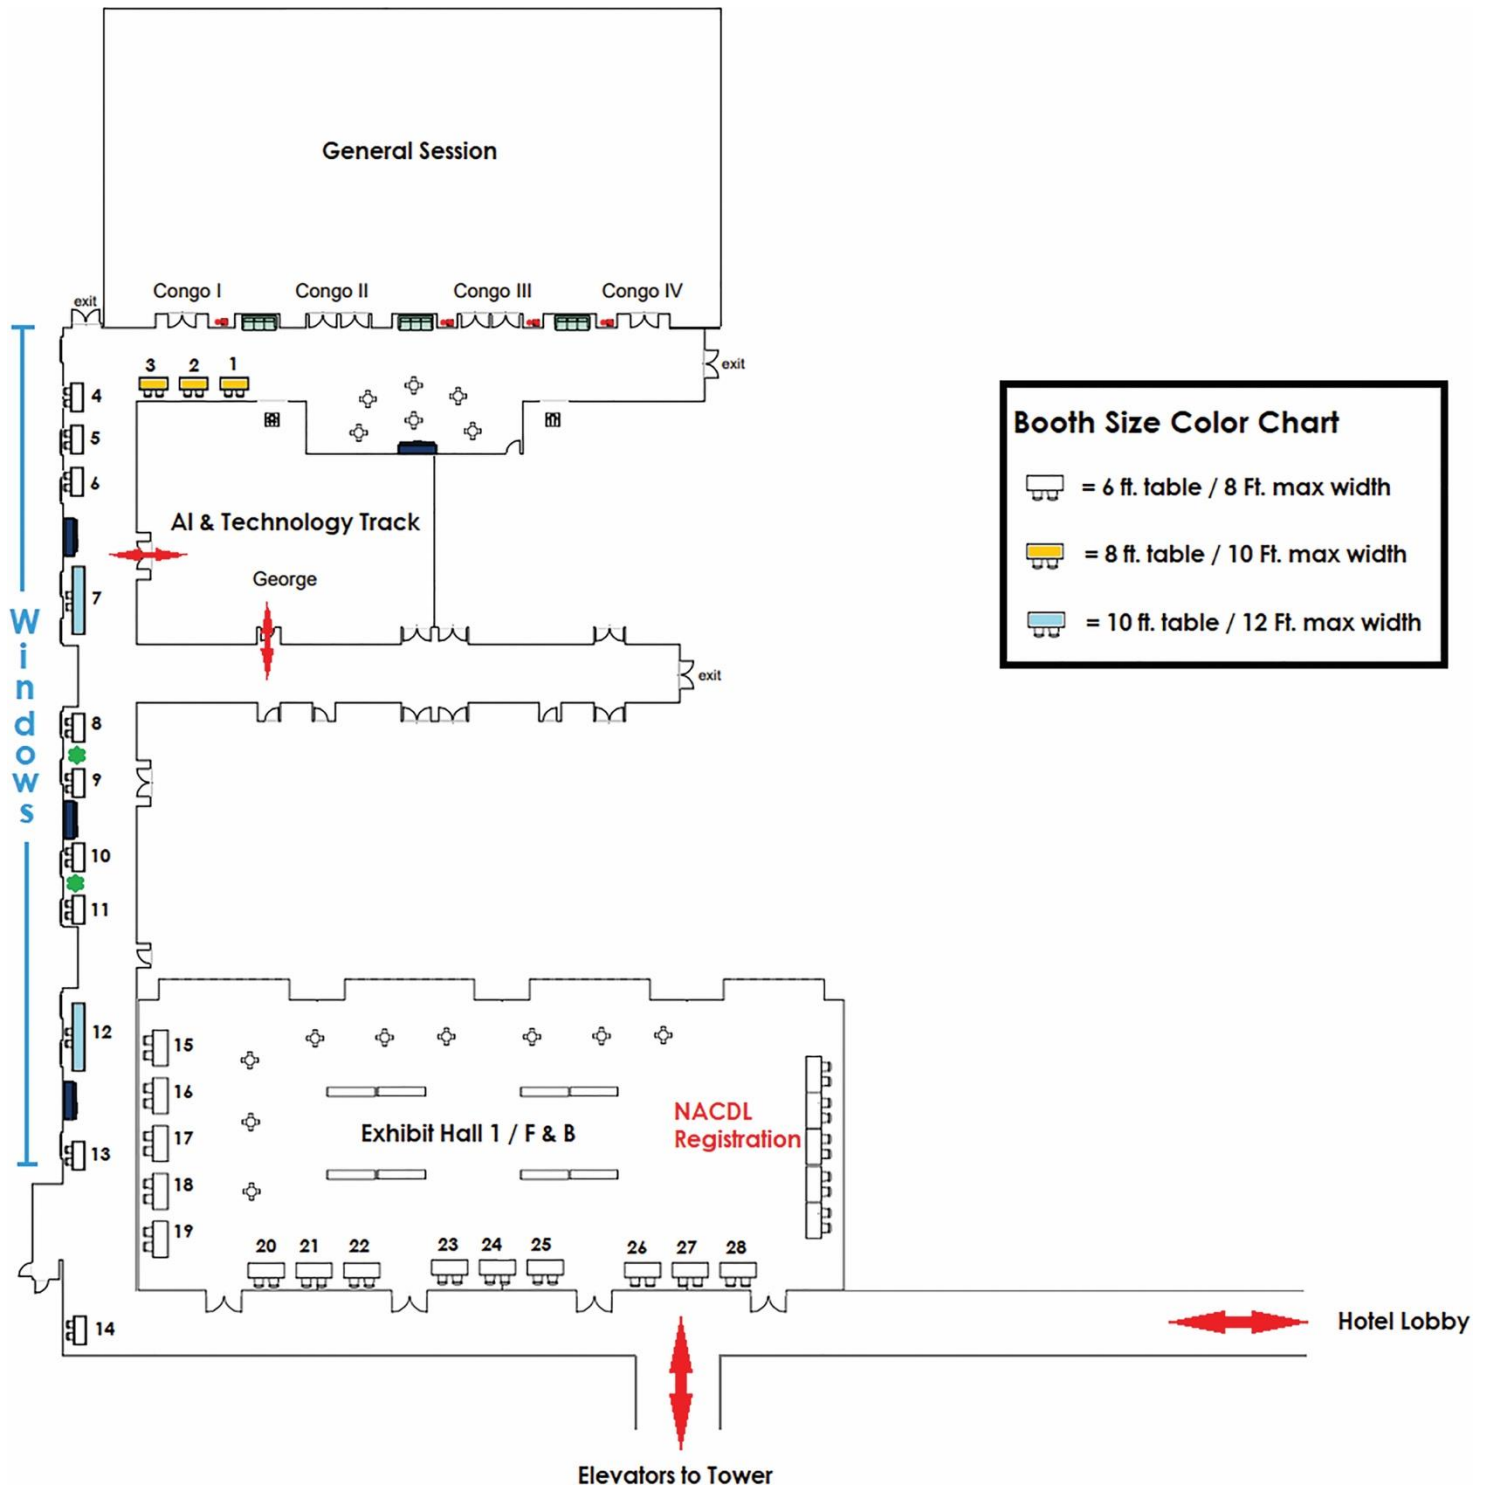 General Session
Congo I
Congo II
Congo III
Congo IV
exit
exit
3
2
1
4
5
6
7
8
9
10
11
12
13
14
Windows
AI & Technology Track
George
exit
Booth Size Color Chart
= 6 ft. table / 8 Ft. max width
= 8 ft. table / 10 Ft. max width
= 10 ft. table / 12 Ft. max width
15
16
17
18
19
Exhibit Hall 1 / F & B
NACDL
Registration
20
21
22
23
24
25
26
27
28
Hotel Lobby
Elevators to Tower